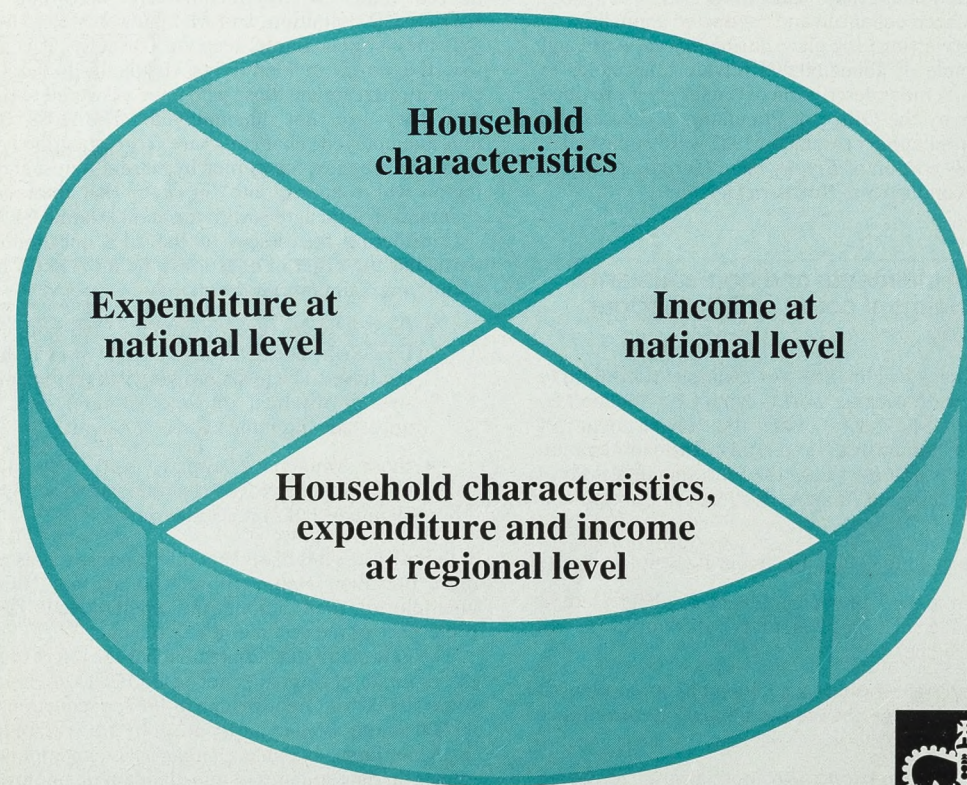 Household
characteristics
Expenditure at
national level
Income at
national level
Household characteristics,
expenditure and income
at regional level